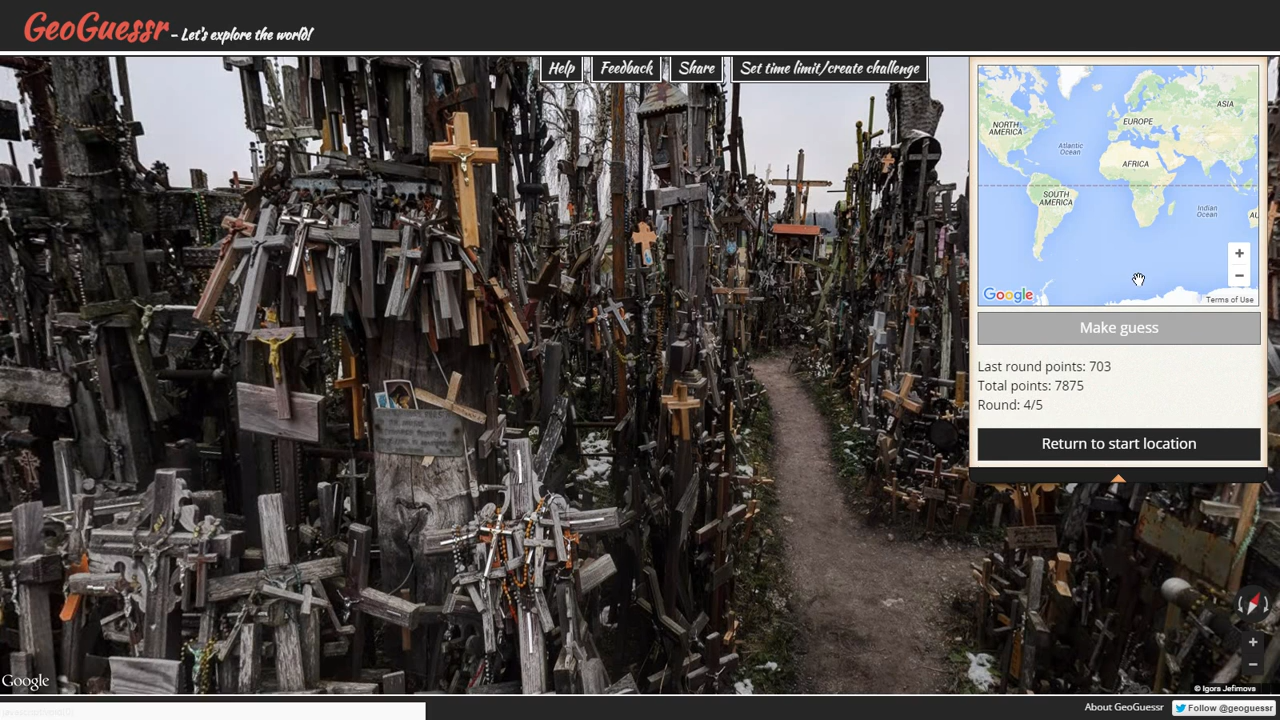 GeoGuessr - Let's explore the world!
Help
Feedback
Share
Set time limit/create challenge
NORTH AMERICA
Atlantic Ocean
EUROPE
ASIA
AFRICA
SOUTH AMERICA
Indian Ocean
AU
+
−
Google
Terms of Use
Make guess
Last round points: 703
Total points: 7875
Round: 4/5
Return to start location
+
−
Google
© Igors Jefimovs
About GeoGuessr
Follow @geoguessr